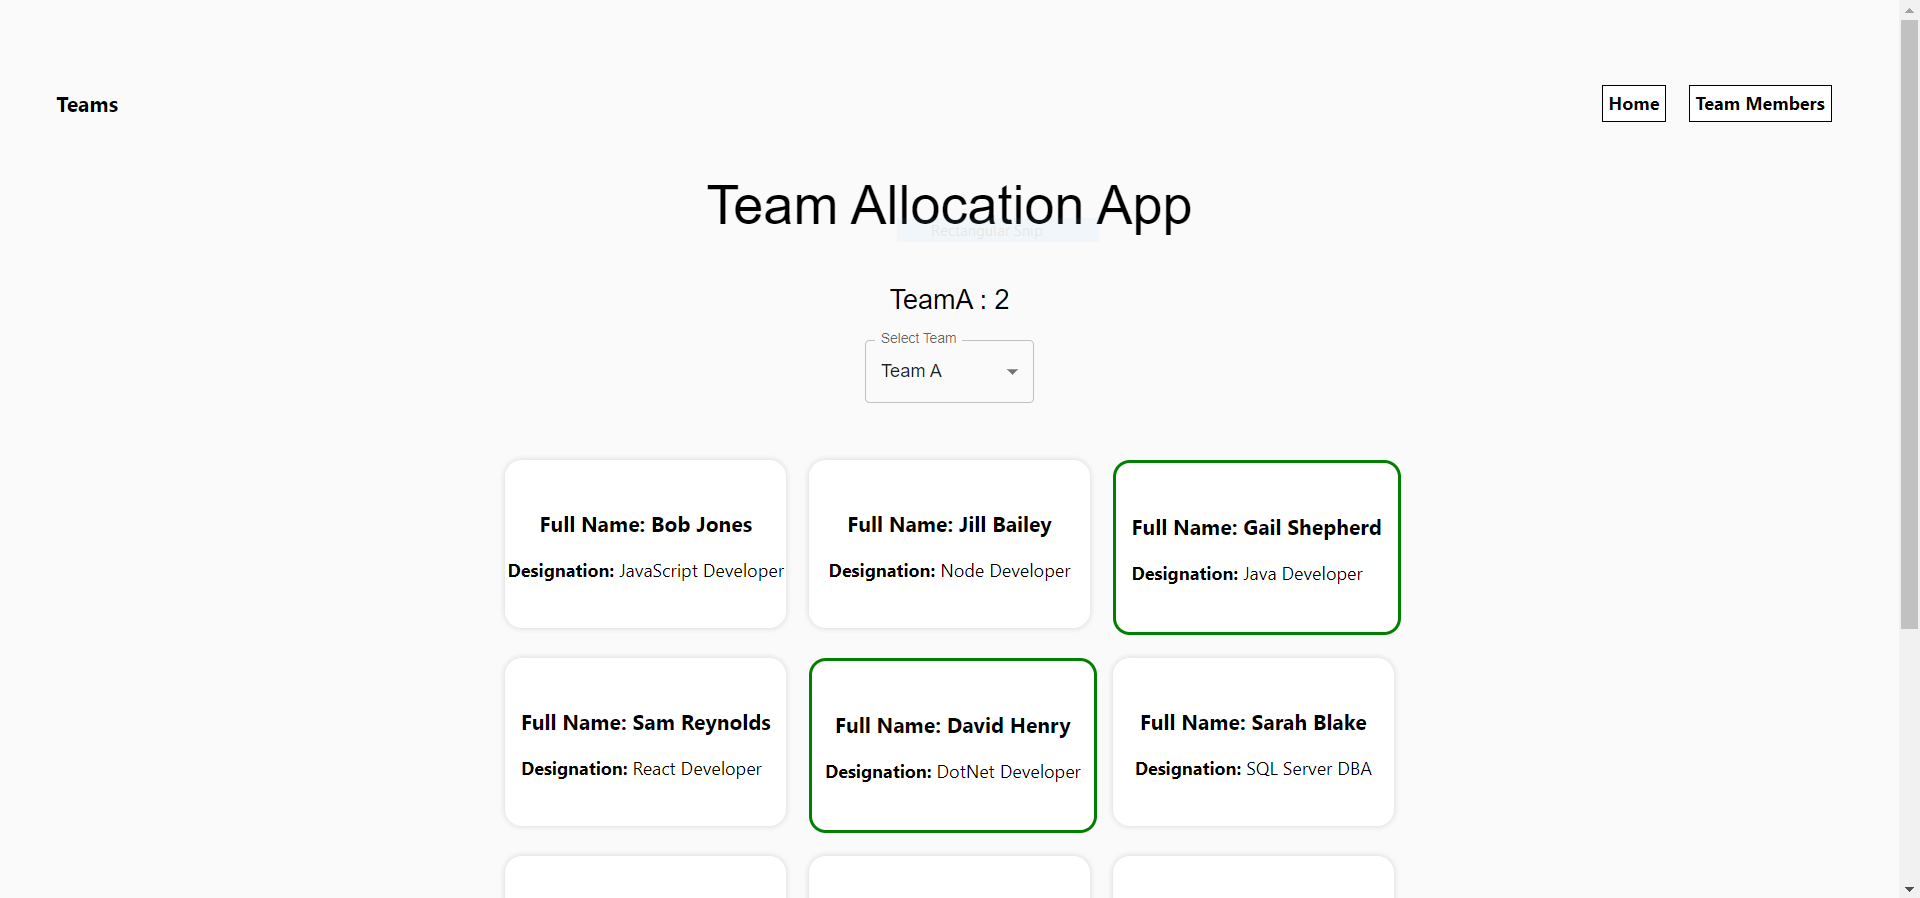 Teams
Home
Team Members
Team Allocation App
Rectangular Snip
TeamA : 2
Select Team
Team A
Full Name: Bob Jones
Designation: JavaScript Developer
Full Name: Jill Bailey
Designation: Node Developer
Full Name: Gail Shepherd
Designation: Java Developer
Full Name: Sam Reynolds
Designation: React Developer
Full Name: David Henry
Designation: DotNet Developer
Full Name: Sarah Blake
Designation: SQL Server DBA